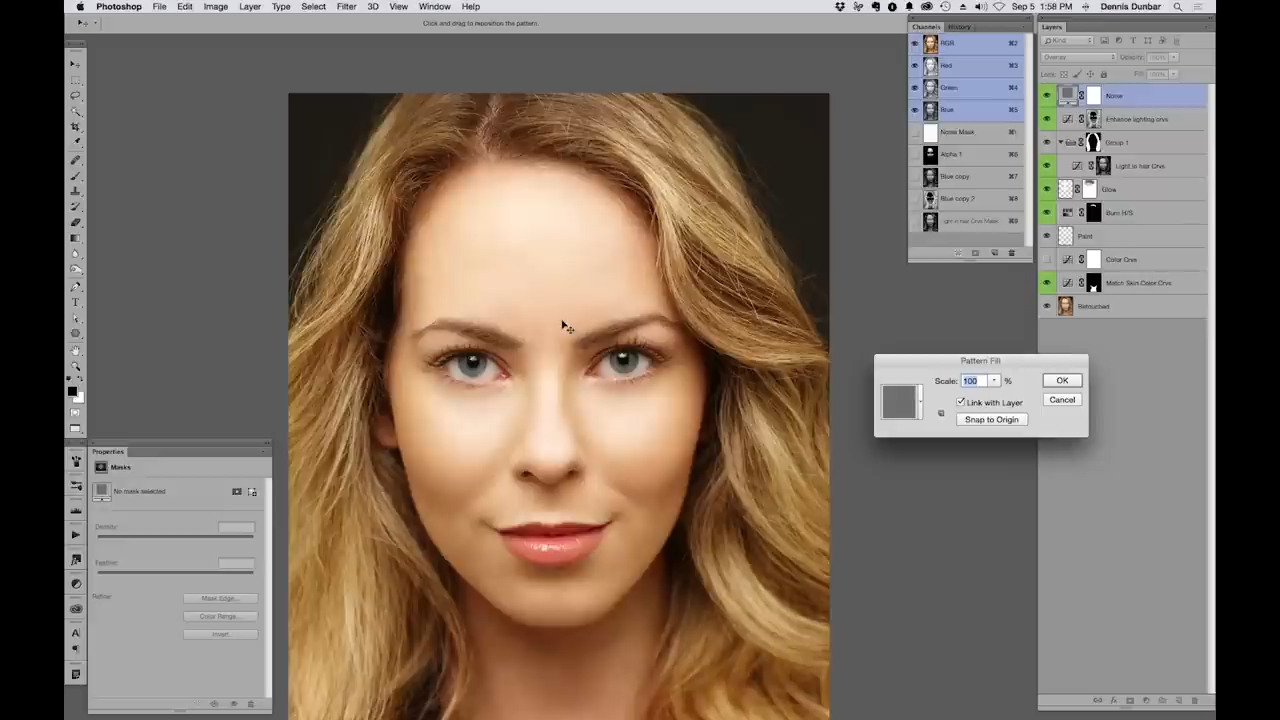 Photoshop File Edit Image Layer Type Select Filter 3D View Window Help
Sep 5 1:58 PM Dennis Dunbar
Click and drag to reposition the pattern.
Channels History
RGB ⌘2
Red ⌘3
Green ⌘4
Blue ⌘5
Noise Mask
Alpha 1 ⌘6
Blue copy ⌘7
Blue copy 2 ⌘8
Light in hair Crvs Mask ⌘9
Layers
Kind
Overlay Opacity: 100%
Lock: Fill: 100%
Noise
Enhance lighting crvs
Group 1
Light in hair Crvs
Glow
Burn H/S
Paint
Color Crvs
Match Skin Color Crvs
Retouched
Pattern Fill
Scale: 100 % OK
Link with Layer Cancel
Snap to Origin
Properties
Masks
No mask selected
Density:
Feather:
Refine: Mask Edge...
Color Range...
Invert